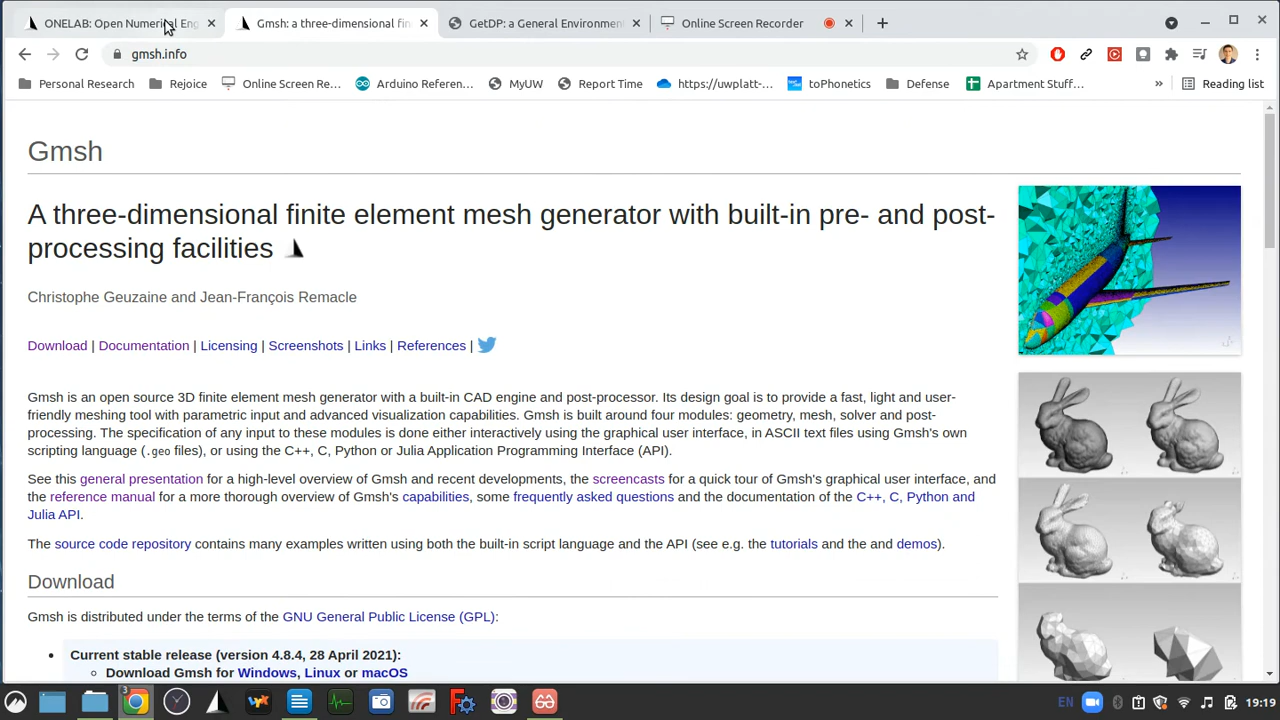 ONELAB: Open Numerical Eng
Gmsh: a three-dimensional fin
GetDP: a General Environment
Online Screen Recorder
gmsh.info
Personal Research
Rejoice
Online Screen Re...
Arduino Referen...
MyUW
Report Time
https://uwplatt-...
toPhonetics
Defense
Apartment Stuff...
»
Reading list
Gmsh
A three-dimensional finite element mesh generator with built-in pre- and post-
processing facilities
Christophe Geuzaine and Jean-François Remacle
Download | Documentation | Licensing | Screenshots | Links | References |
Gmsh is an open source 3D finite element mesh generator with a built-in CAD engine and post-processor. Its design goal is to provide a fast, light and user-
friendly meshing tool with parametric input and advanced visualization capabilities. Gmsh is built around four modules: geometry, mesh, solver and post-
processing. The specification of any input to these modules is done either interactively using the graphical user interface, in ASCII text files using Gmsh's own
scripting language (.geo files), or using the C++, C, Python or Julia Application Programming Interface (API).
See this general presentation for a high-level overview of Gmsh and recent developments, the screencasts for a quick tour of Gmsh's graphical user interface, and
the reference manual for a more thorough overview of Gmsh's capabilities, some frequently asked questions and the documentation of the C++, C, Python and
Julia API.
The source code repository contains many examples written using both the built-in script language and the API (see e.g. the tutorials and the and demos).
Download
Gmsh is distributed under the terms of the GNU General Public License (GPL):
• Current stable release (version 4.8.4, 28 April 2021):
Download Gmsh for Windows, Linux or macOS
3
EN
19:19